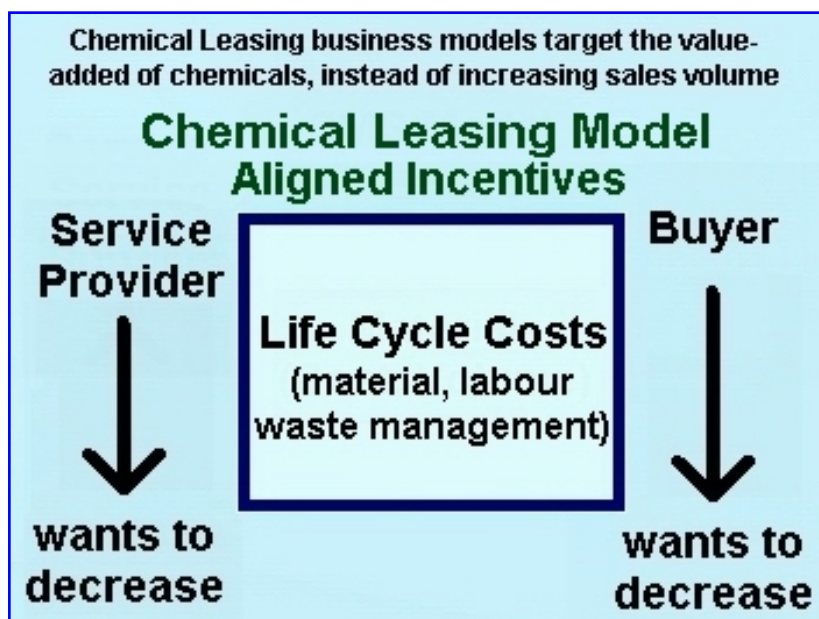 Chemical Leasing business models target the value-
added of chemicals, instead of increasing sales volume
Chemical Leasing Model
Aligned Incentives
Service
Provider
wants to
decrease
Life Cycle Costs
(material, labour
waste management)
Buyer
wants to
decrease